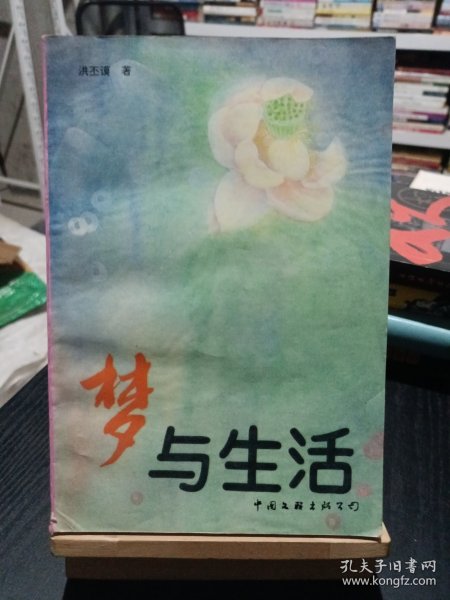 洪丕谟 著
梦
与生活
中国文联出版公司
孔夫子旧书网
www.kongfz.com